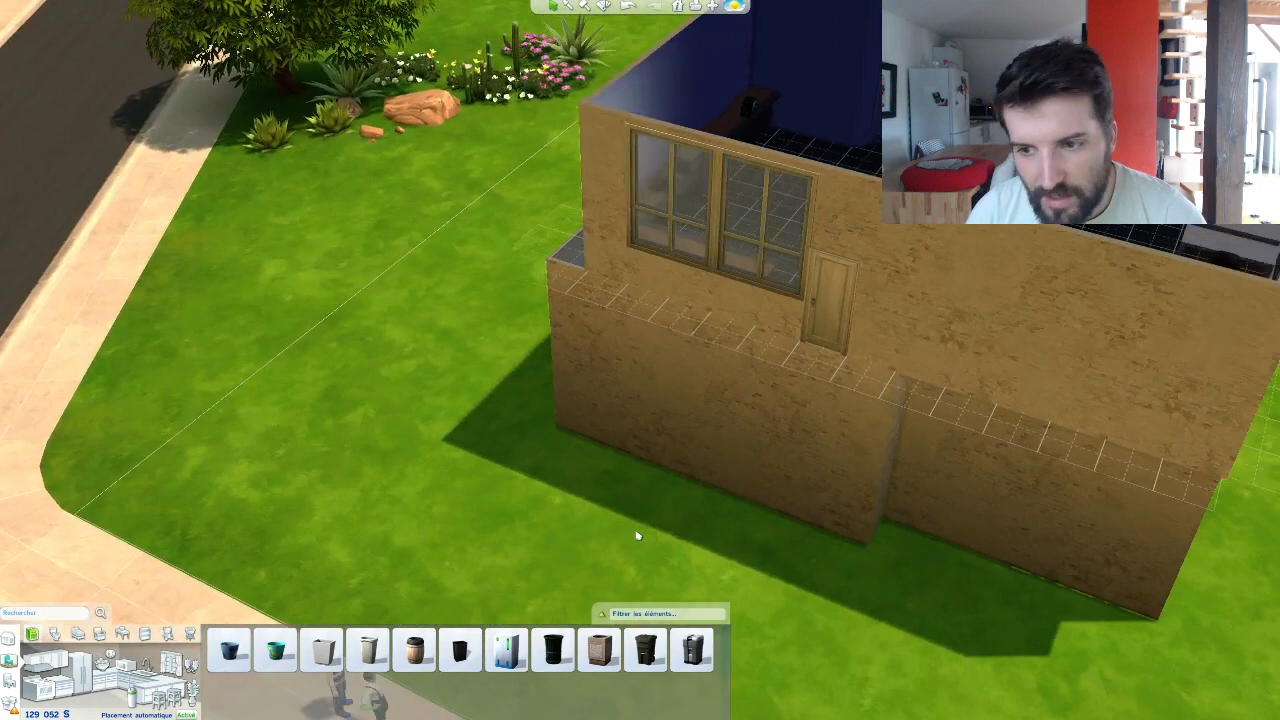 Rechercher
Filtrer les éléments...
129 052 $
Placement automatique Activé